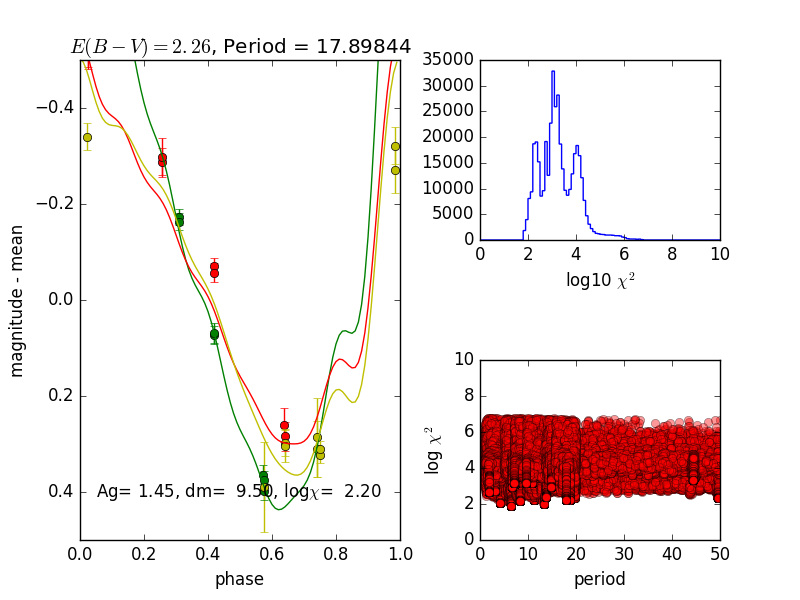 E(B − V) = 2.26, Period = 17.89844
magnitude - mean
−0.4
−0.2
0.0
0.2
0.4
Ag= 1.45, dm= 9.50, logχ= 2.20
0.0 0.2 0.4 0.6 0.8 1.0
phase
35000
30000
25000
20000
15000
10000
5000
0
0 2 4 6 8 10
log10 χ²
log χ²
10
8
6
4
2
0
0 10 20 30 40 50
period